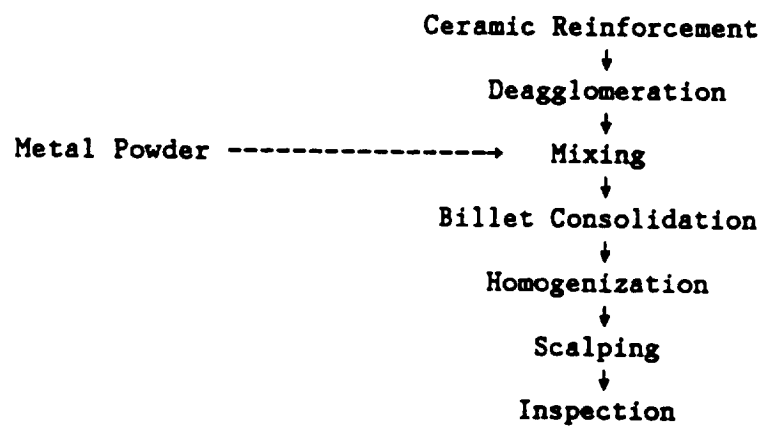 Ceramic Reinforcement
Deagglomeration
Metal Powder
Mixing
Billet Consolidation
Homogenization
Scalping
Inspection